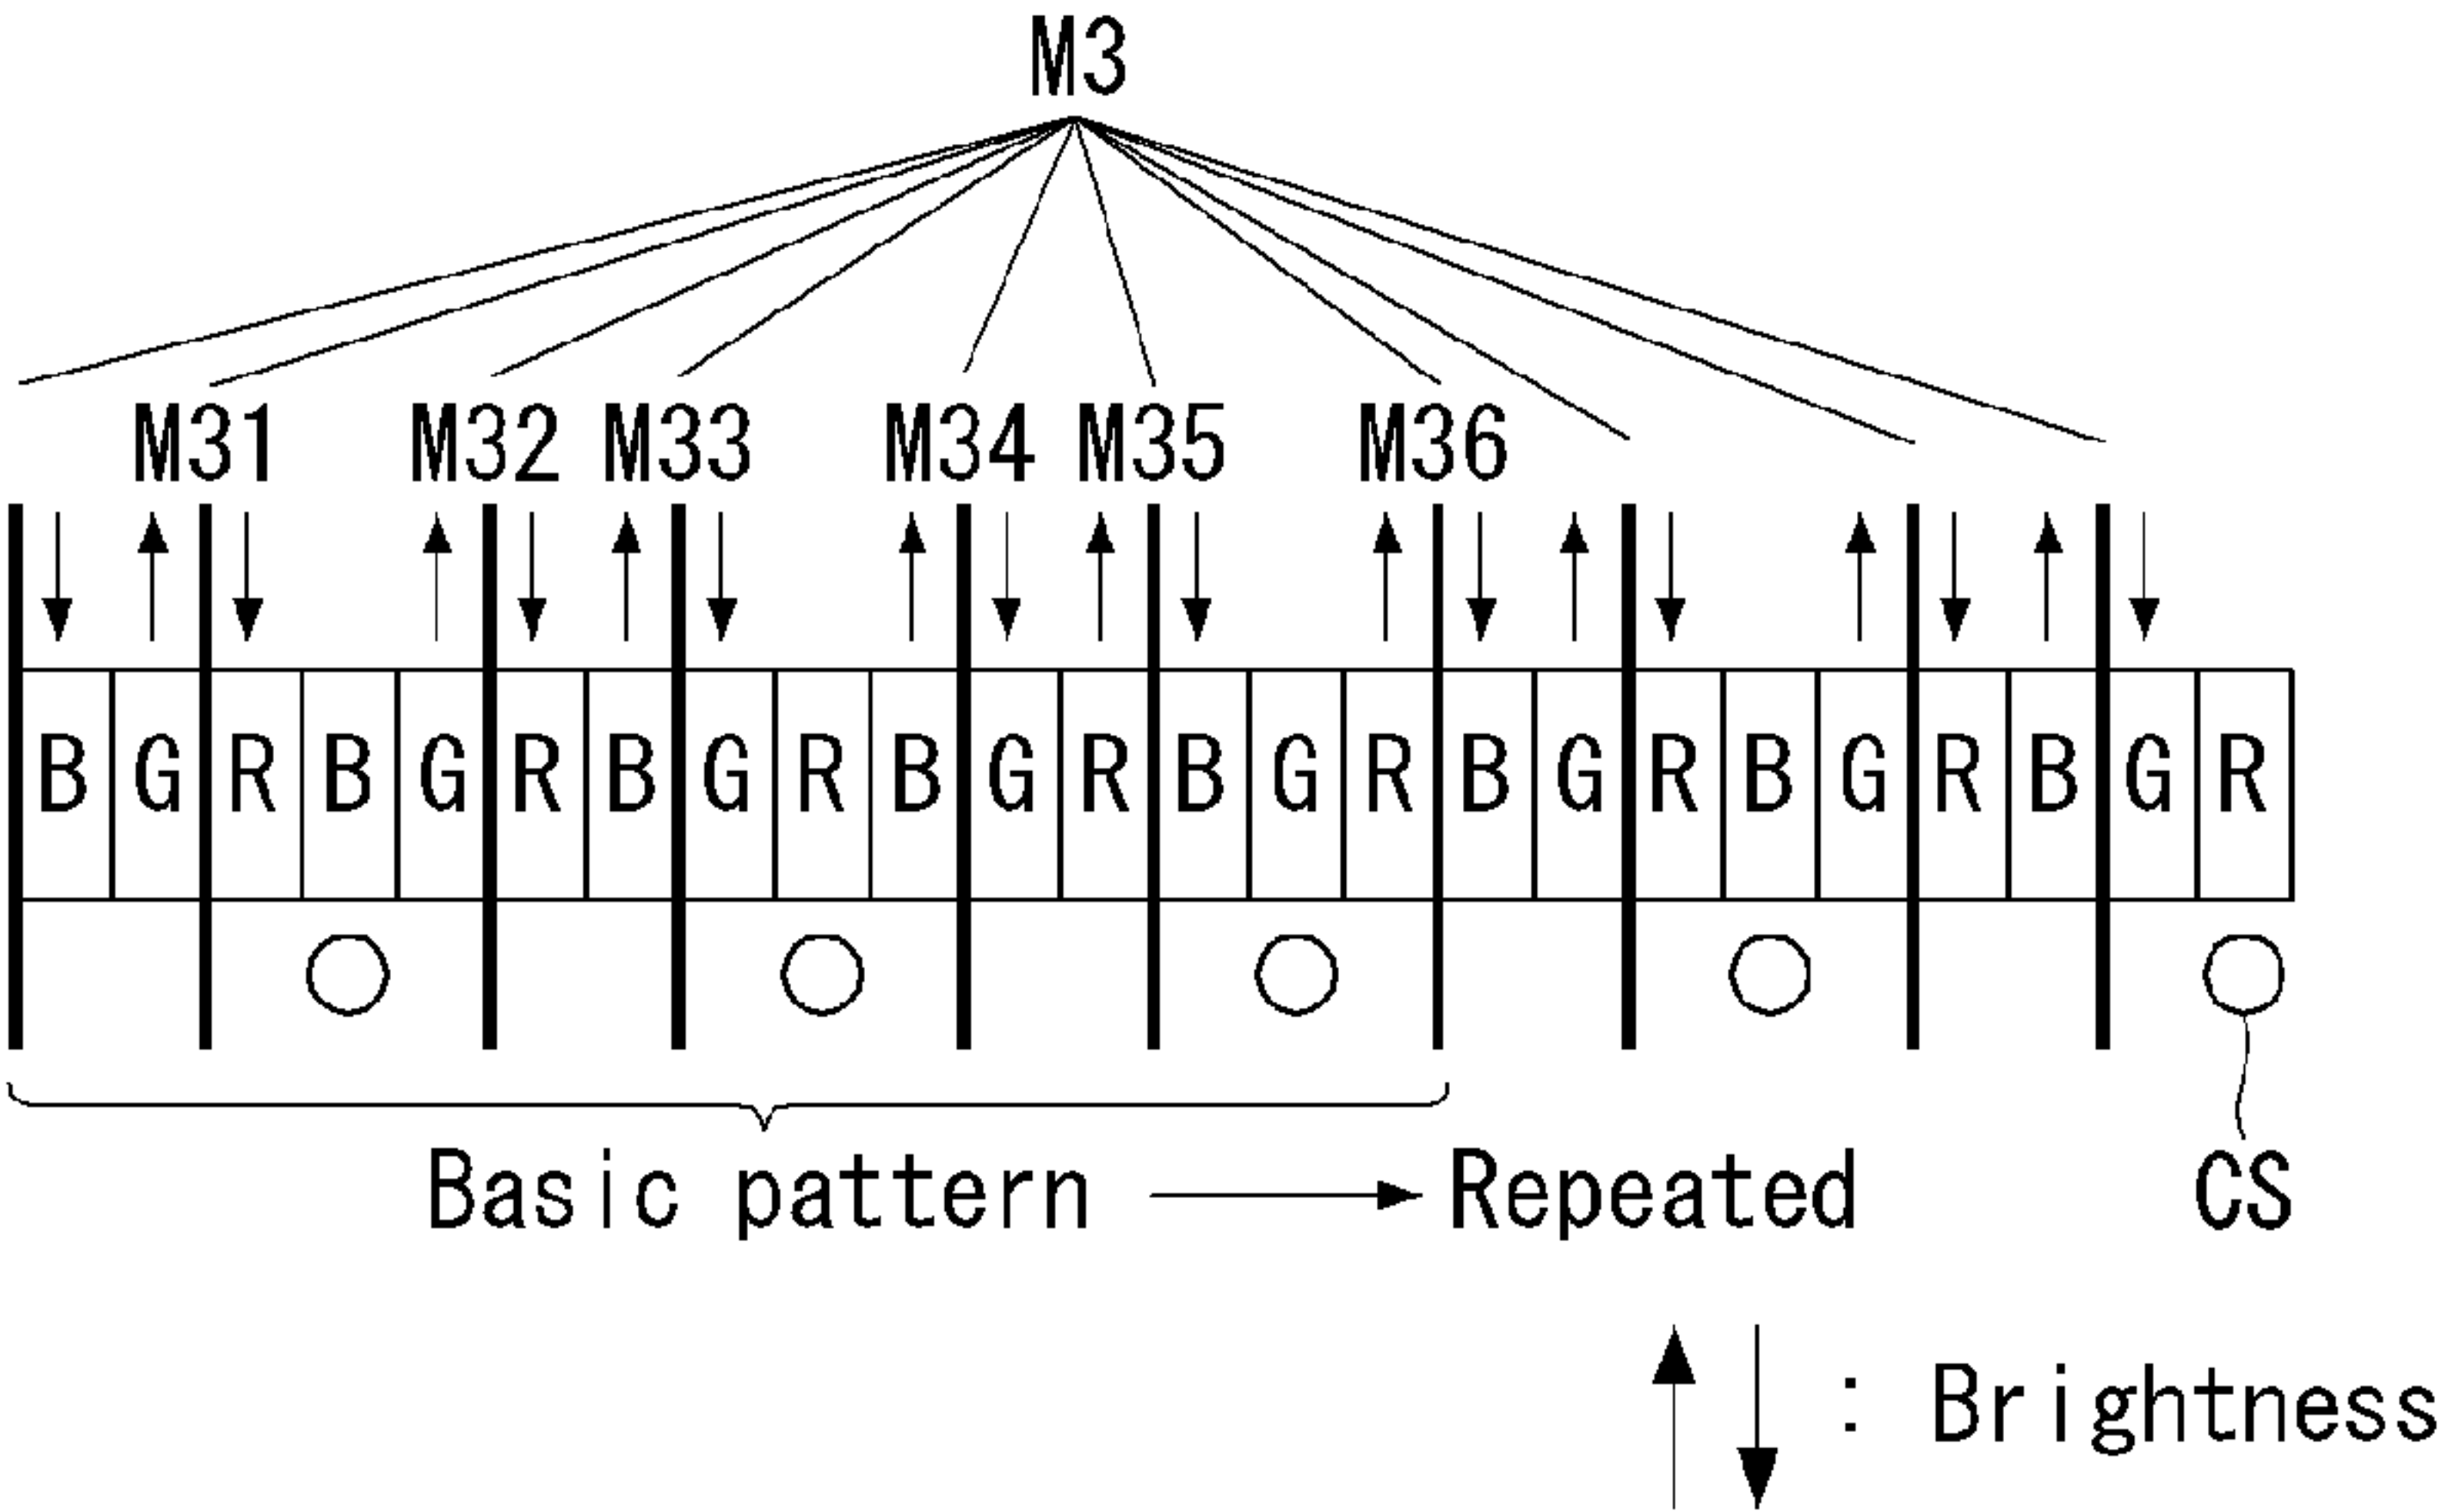 M3
M31 M32 M33 M34 M35 M36
B G R B G R B G R B G R B G R B G R B G R B G R
Basic pattern Repeated CS
: Brightness